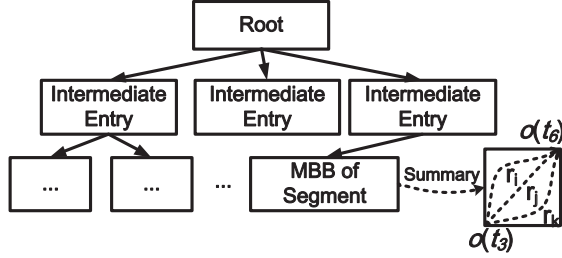 Root
Intermediate Entry
Intermediate Entry
Intermediate Entry
o(t6)
...
...
...
MBB of Segment
Summary
ri
rj
rk
o(t3)